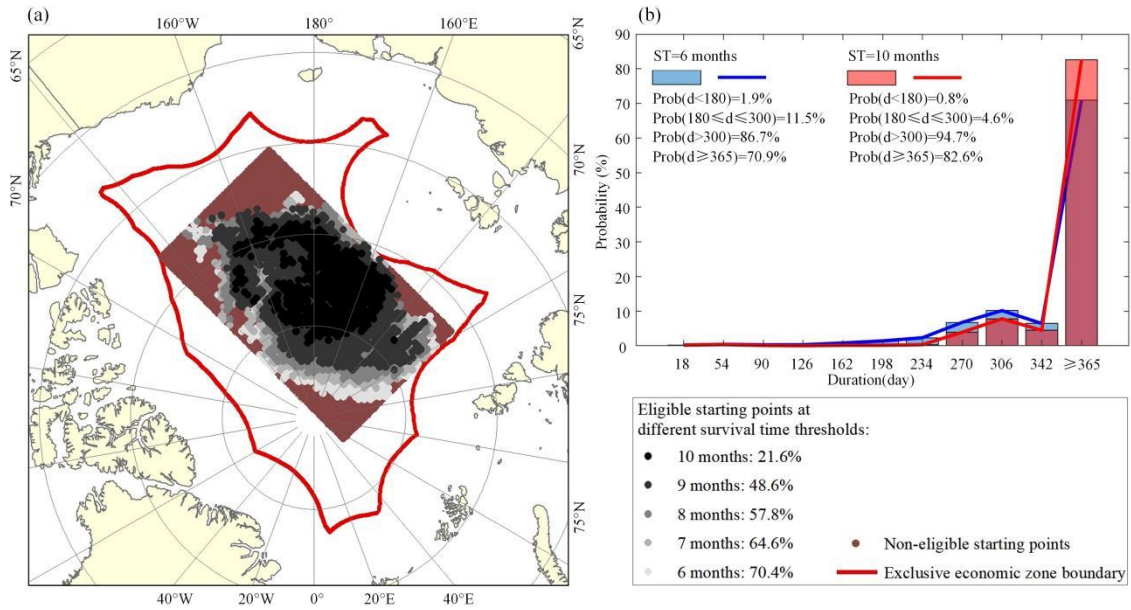 (a)
160°W
180°
160°E
65°N
65°N
70°N
70°N
75°N
75°N
40°W
20°W
0°
20°E
40°E
(b)
Probability (%)
90
80
70
60
50
40
30
20
10
0
ST=6 months
Prob(d<180)=1.9%
Prob(180≤d≤300)=11.5%
Prob(d>300)=86.7%
Prob(d≥365)=70.9%
ST=10 months
Prob(d<180)=0.8%
Prob(180≤d≤300)=4.6%
Prob(d>300)=94.7%
Prob(d≥365)=82.6%
18 54 90 126 162 198 234 270 306 342 ≥365
Duration(day)
Eligible starting points at
different survival time thresholds:
10 months: 21.6%
9 months: 48.6%
8 months: 57.8%
7 months: 64.6%
6 months: 70.4%
Non-eligible starting points
Exclusive economic zone boundary